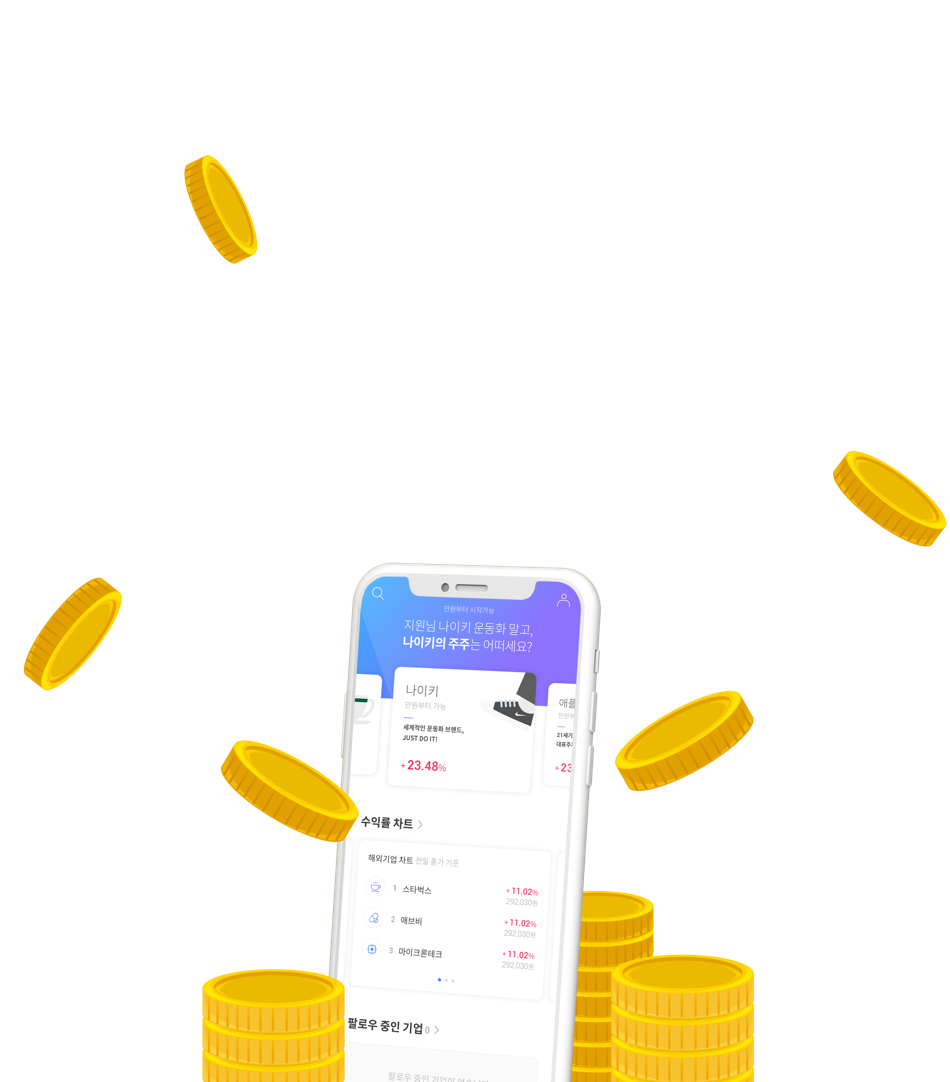 만원부터 시작가능
지원님 나이키 운동화 말고,
나이키의 주주는 어떠세요?
나이키
만원부터 가능
세계적인 운동화 브랜드,
JUST DO IT!
+23.48%
애플
만원부
21세기
대표주
+23
수익률 차트 >
해외기업 차트 전일 종가 기준
1 스타벅스 +11.02%
292,030원
2 애브비 +11.02%
292,030원
3 마이크론테크 +11.02%
292,030원
팔로우 중인 기업 0 >
팔로우 중인 기업이